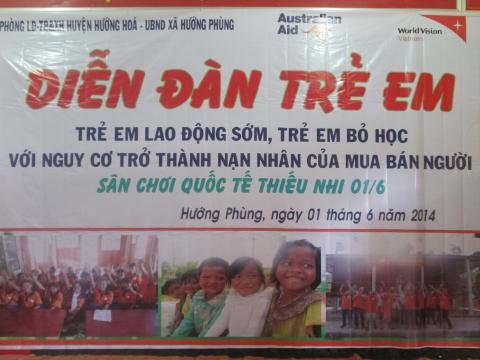 PHÒNG LĐ-TB&XH HUYỆN HƯỚNG HOÁ - UBND XÃ HƯỚNG PHÙNG
Australian
Aid
World Vision
Vietnam
DIỄN ĐÀN TRẺ EM
TRẺ EM LAO ĐỘNG SỚM, TRẺ EM BỎ HỌC
VỚI NGUY CƠ TRỞ THÀNH NẠN NHÂN CỦA MUA BÁN NGƯỜI
SÂN CHƠI QUỐC TẾ THIẾU NHI 01/6
Hướng Phùng, ngày 01 tháng 6 năm 2014